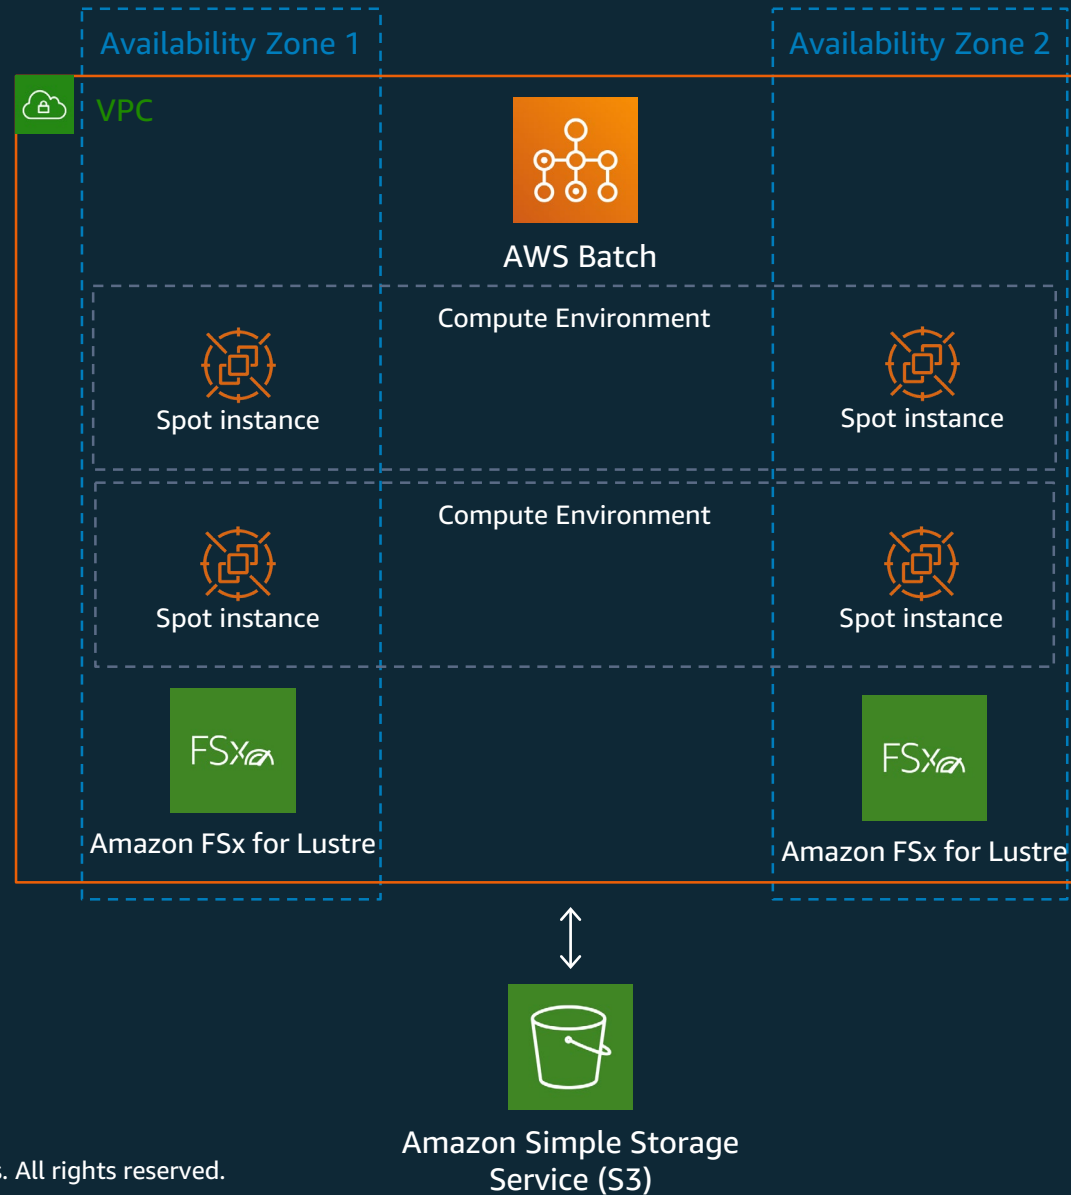 Availability Zone 1
Availability Zone 2
VPC
AWS Batch
Compute Environment
Spot instance
Spot instance
Compute Environment
Spot instance
Spot instance
FSx
FSx
Amazon FSx for Lustre
Amazon FSx for Lustre
Amazon Simple Storage
Service (S3)
. All rights reserved.